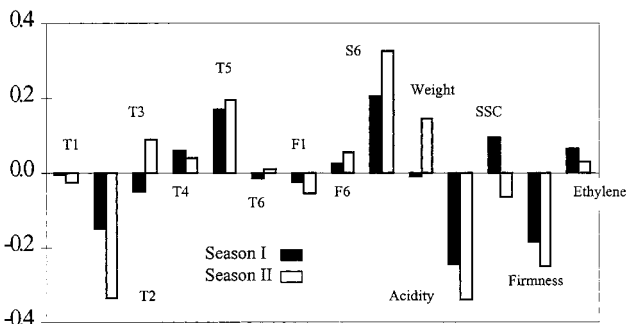 0.4
S6
T5
0.2
Weight
T3
SSC
T1
F1
0.0
T4
T6
F6
Ethylene
-0.2
Season I
Season II
Firmness
T2
Acidity
-0.4